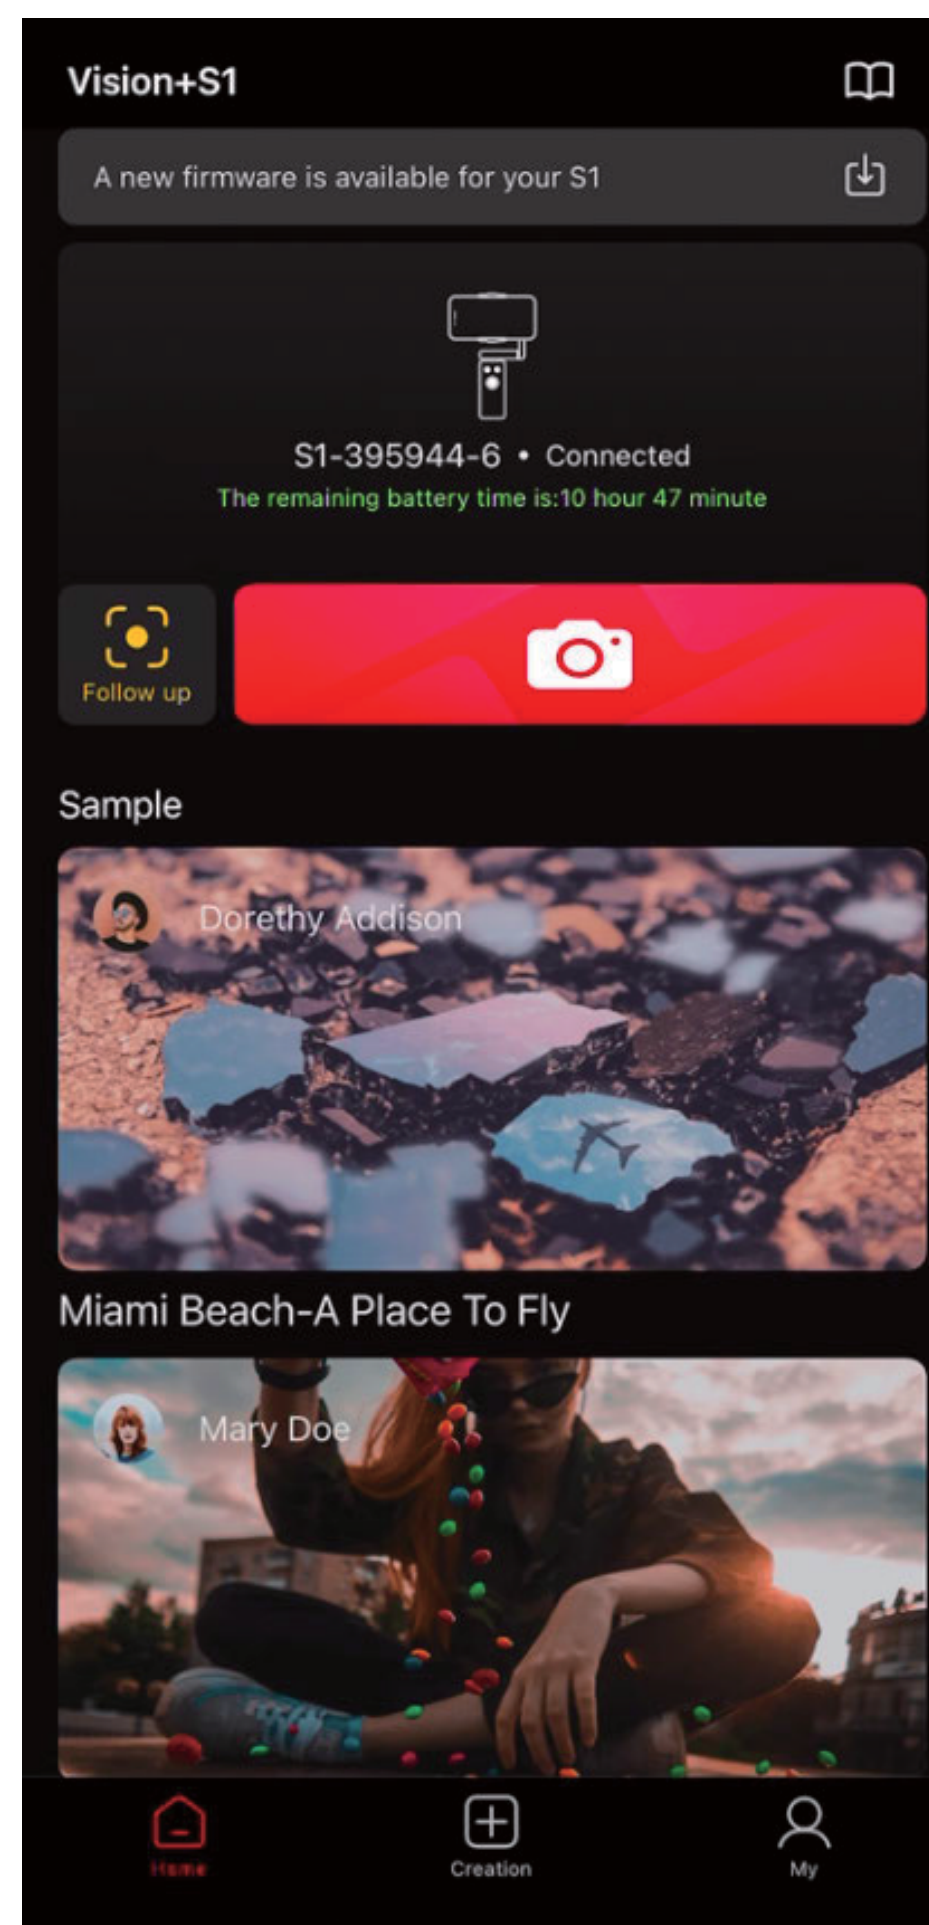 Vision+S1
A new firmware is available for your S1
S1-395944-6 • Connected
The remaining battery time is:10 hour 47 minute
Follow up
Sample
Dorethy Addison
Miami Beach-A Place To Fly
Mary Doe
Home
Creation
My